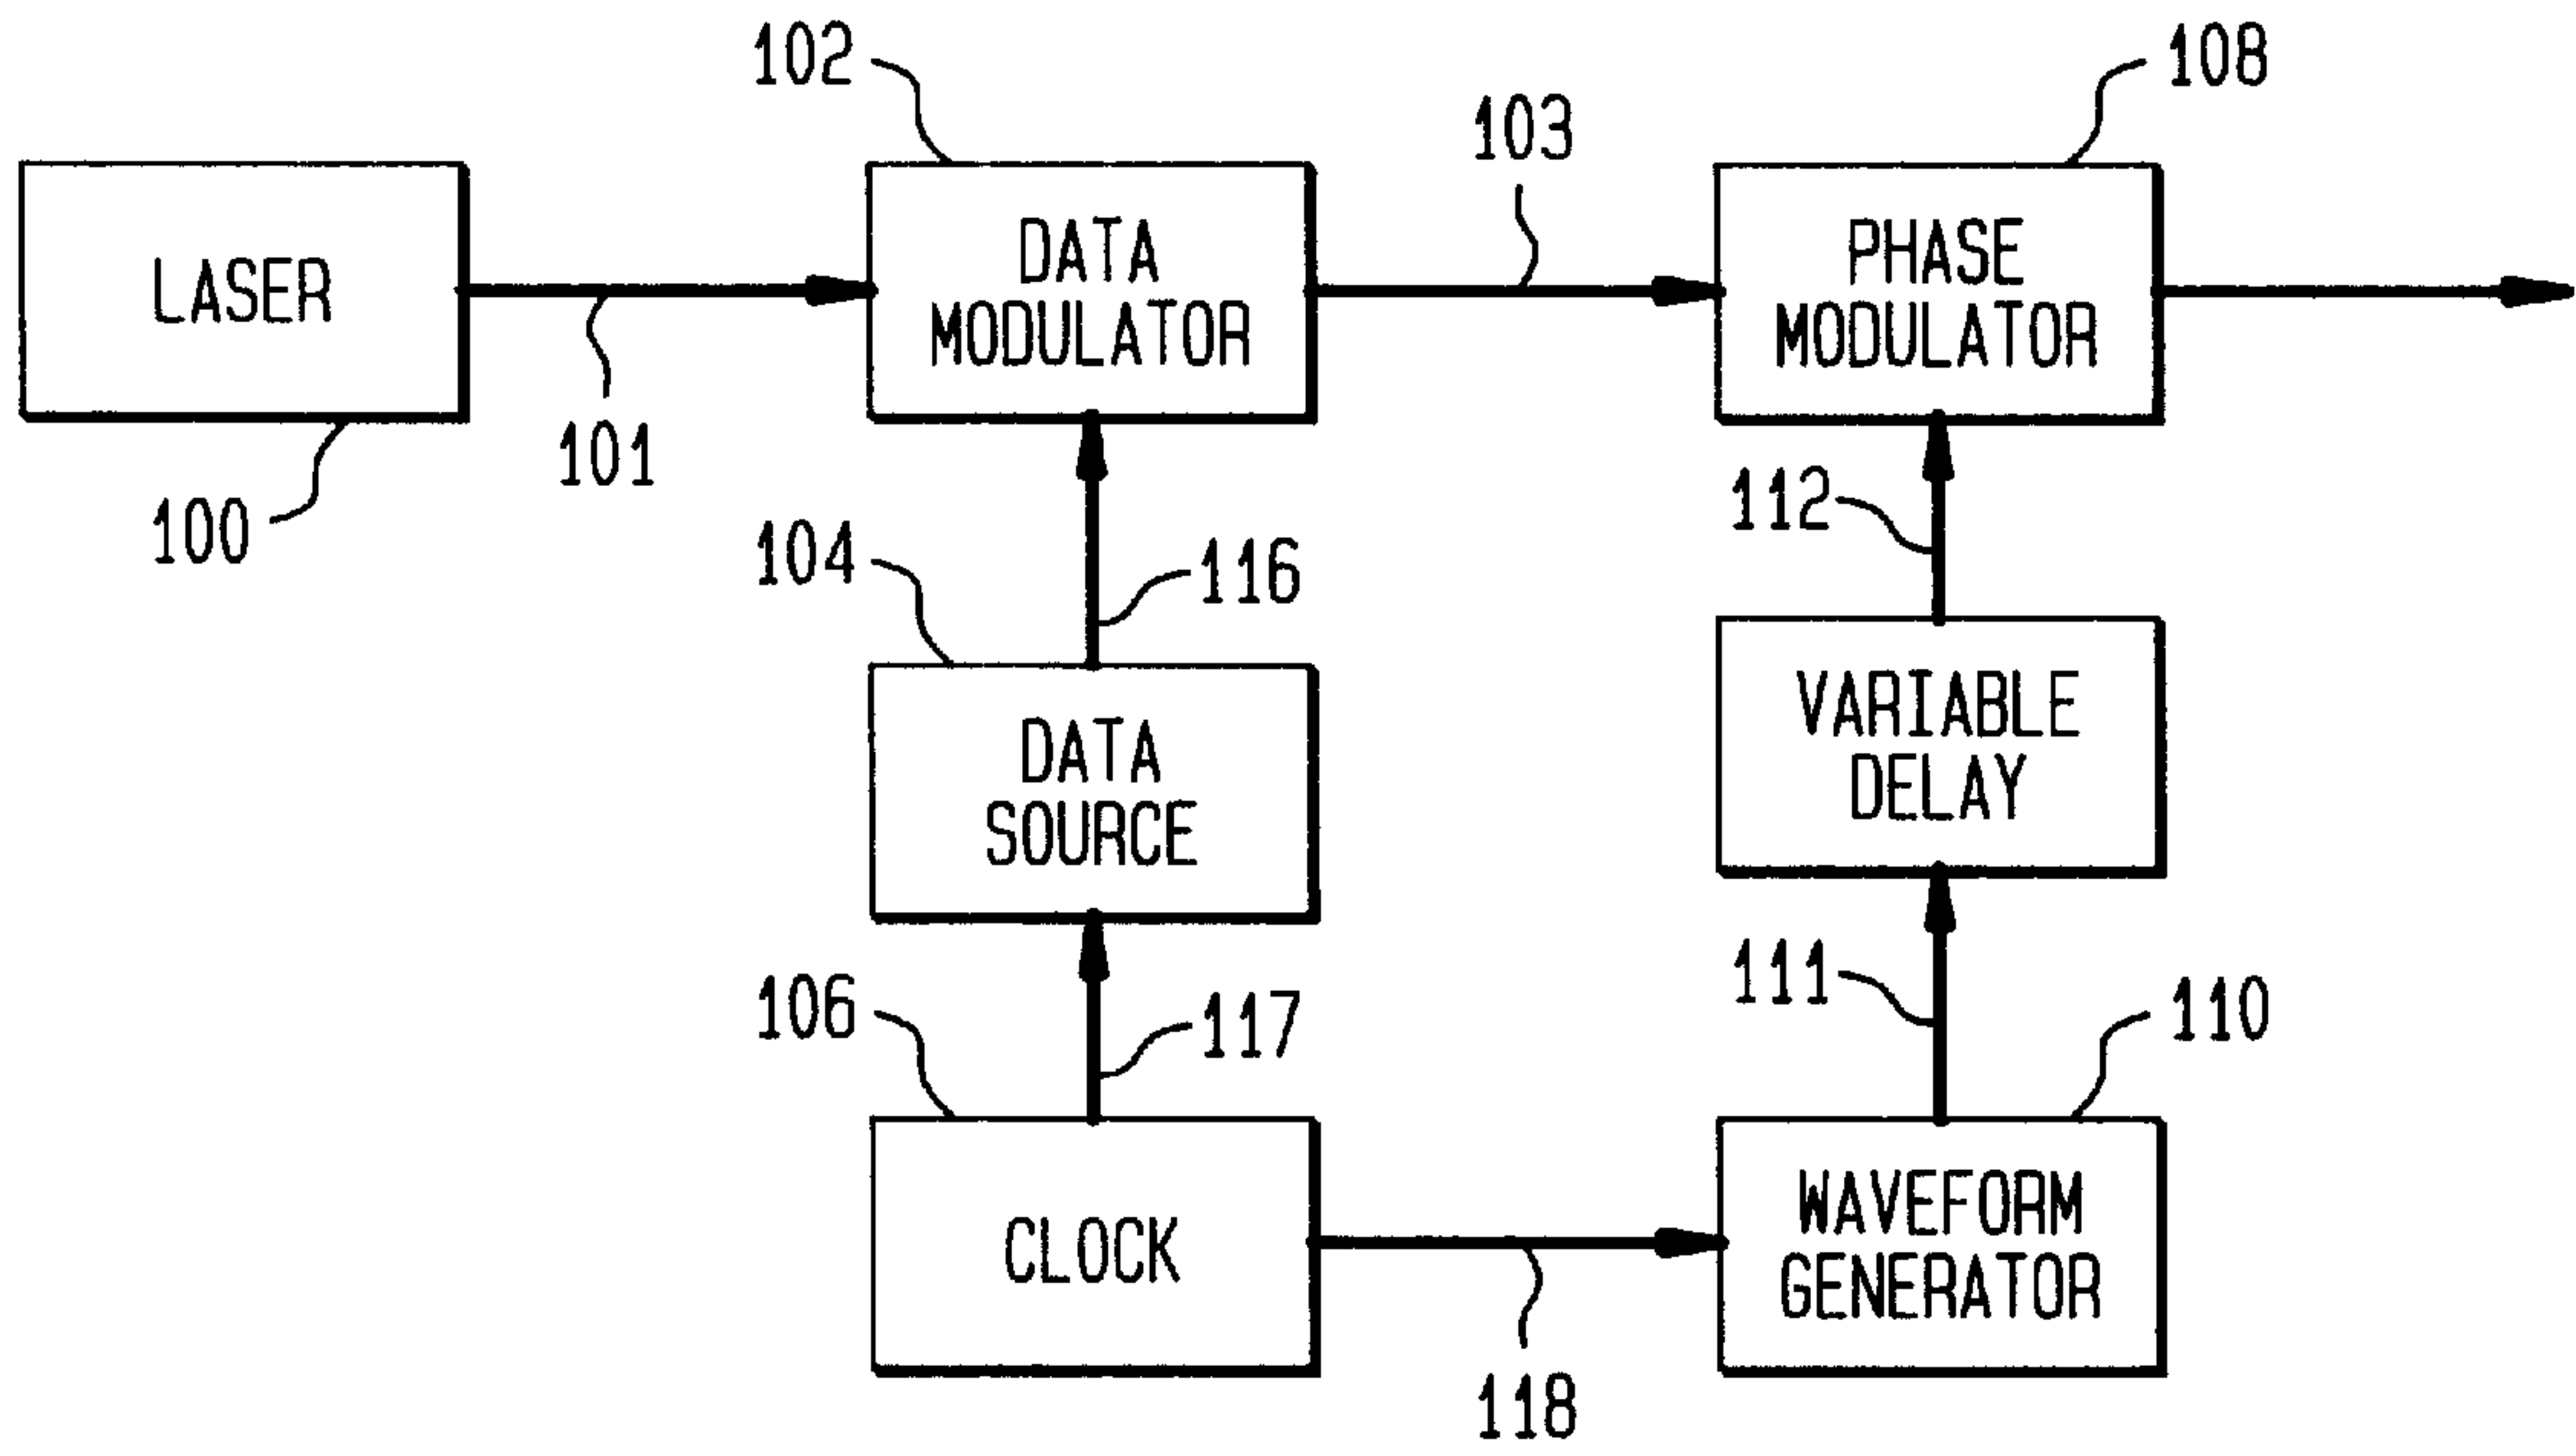 102
108
103
LASER
DATA
MODULATOR
PHASE
MODULATOR
101
100
112
104
116
VARIABLE
DELAY
DATA
SOURCE
111
106
117
110
CLOCK
WAVEFORM
GENERATOR
118